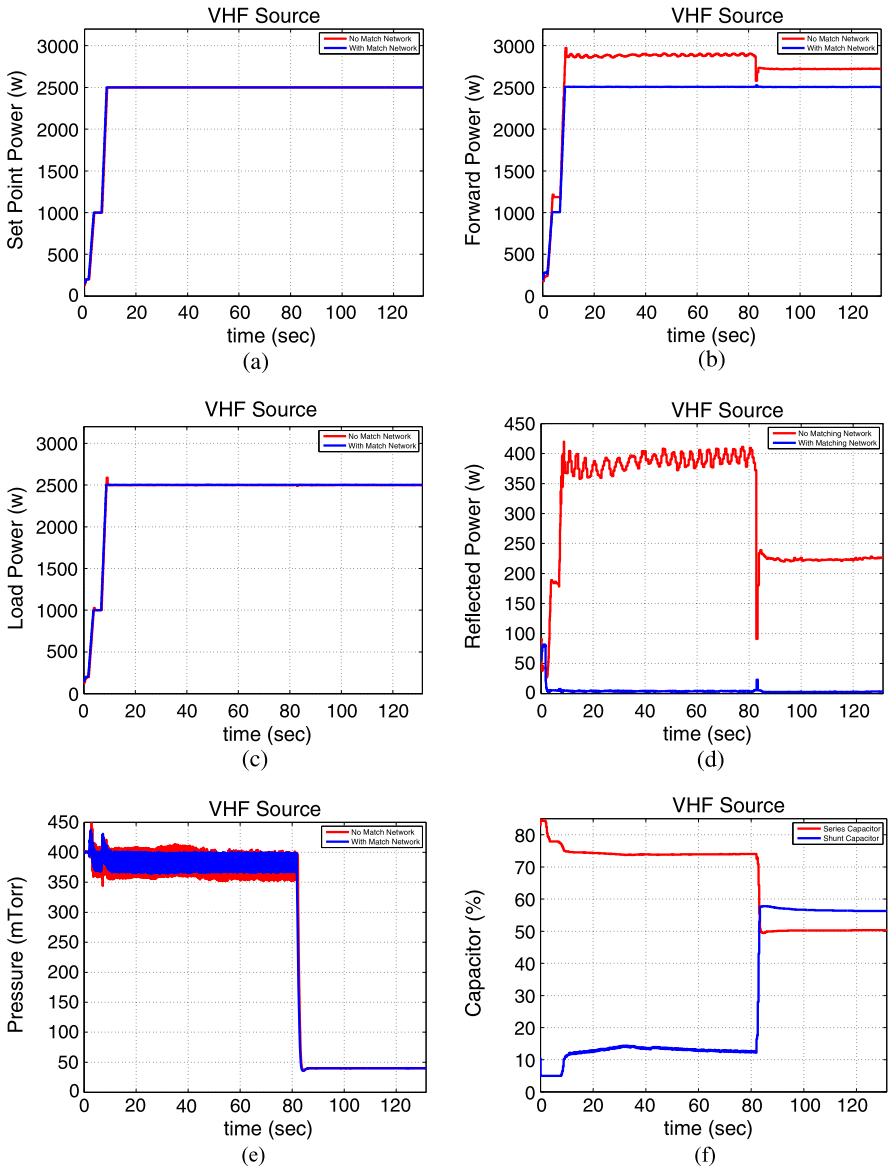 VHF Source
No Match Network
With Match Network
Set Point Power (w)
3000
2500
2000
1500
1000
500
0
0 20 40 60 80 100 120
time (sec)
(a)
VHF Source
No Match Network
With Match Network
Forward Power (w)
3000
2500
2000
1500
1000
500
0
0 20 40 60 80 100 120
time (sec)
(b)
VHF Source
No Match Network
With Match Network
Load Power (w)
3000
2500
2000
1500
1000
500
0
0 20 40 60 80 100 120
time (sec)
(c)
VHF Source
No Matching Network
With Matching Network
Reflected Power (w)
450
400
350
300
250
200
150
100
50
0
0 20 40 60 80 100 120
time (sec)
(d)
VHF Source
No Match Network
With Match Network
Pressure (mTorr)
450
400
350
300
250
200
150
100
50
0
0 20 40 60 80 100 120
time (sec)
(e)
VHF Source
Series Capacitor
Shunt Capacitor
Capacitor (%)
80
70
60
50
40
30
20
10
0
0 20 40 60 80 100 120
time (sec)
(f)